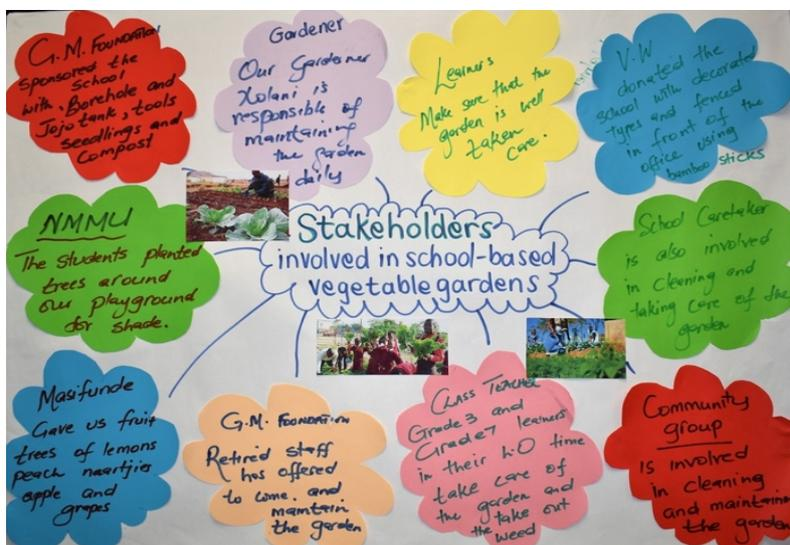 G.M. FOUNDATION
Sponsored the
School
with, Borehole and
Jojo tank, tools
seedlings and
Compost
Gardener
Our Gardener
Xolani is
responsible of
maintaining
the garden
daily
Learners
Make sure that the
garden is well
taken
care.
V.W
donated the
school with decorated
tyres and fenced
in front of the
office using
bamboo sticks
NMMU
The Students planted
trees around
our playground
for shade.
Stakeholders
involved in school-based
vegetable gardens
School Caretaker
is also involved
in cleaning and
taking care of the
garden
Masifunde
Gave us fruit
trees of lemons
peach naartjies
apple and
grapes
G.M. FOUNDATION
Retired staff
has offered
to come. and
maintain
the garden
CLASS TEACHER
Grade 3 and
Grade 7 learners
in their L.O time
take care of
the garden and
take out
the weed
Community
group
is involved
in cleaning
and maintaining
the garden